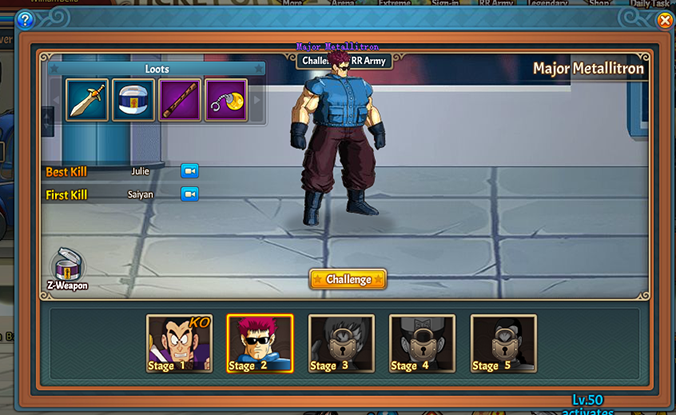 More Arena Extreme Sign-in RR Army Legendary Shop Daily Task
Major Metallitron
RR Army
Major Metallitron
Loots
Best Kill Julie
First Kill Saiyan
Z-Weapon
Challenge
KO
Stage 1 Stage 2 Stage 3 Stage 4 Stage 5
Lv.50
activates